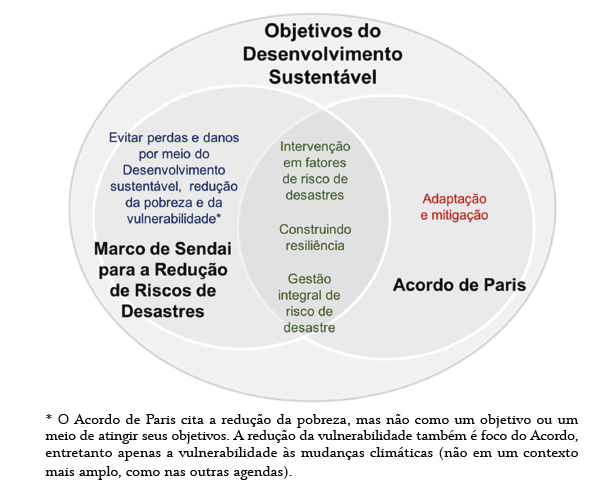 Objetivos do
Desenvolvimento
Sustentável
Evitar perdas e danos
por meio do
Desenvolvimento
sustentável, redução
da pobreza e da
vulnerabilidade*
Marco de Sendai
para a Redução
de Riscos de
Desastres
Intervenção
em fatores
de risco de
desastres
Construindo
resiliência
Gestão
integral de
risco de
desastre
Adaptação
e mitigação
Acordo de Paris
* O Acordo de Paris cita a redução da pobreza, mas não como um objetivo ou um
meio de atingir seus objetivos. A redução da vulnerabilidade também é foco do Acordo,
entretanto apenas a vulnerabilidade às mudanças climáticas (não em um contexto
mais amplo, como nas outras agendas).